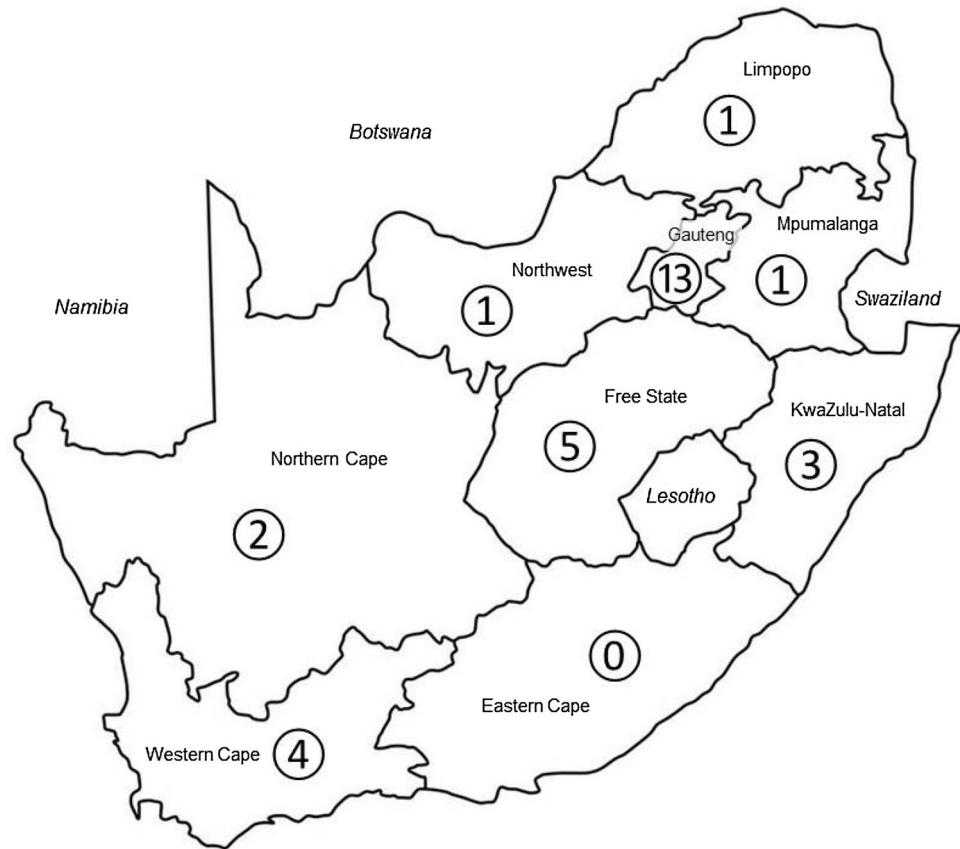 Limpopo
1
Botswana
Mpumalanga
Gauteng
Northwest
13
1
Swaziland
Namibia
1
Free State
KwaZulu-Natal
5
Northern Cape
3
Lesotho
2
0
Eastern Cape
Western Cape 4